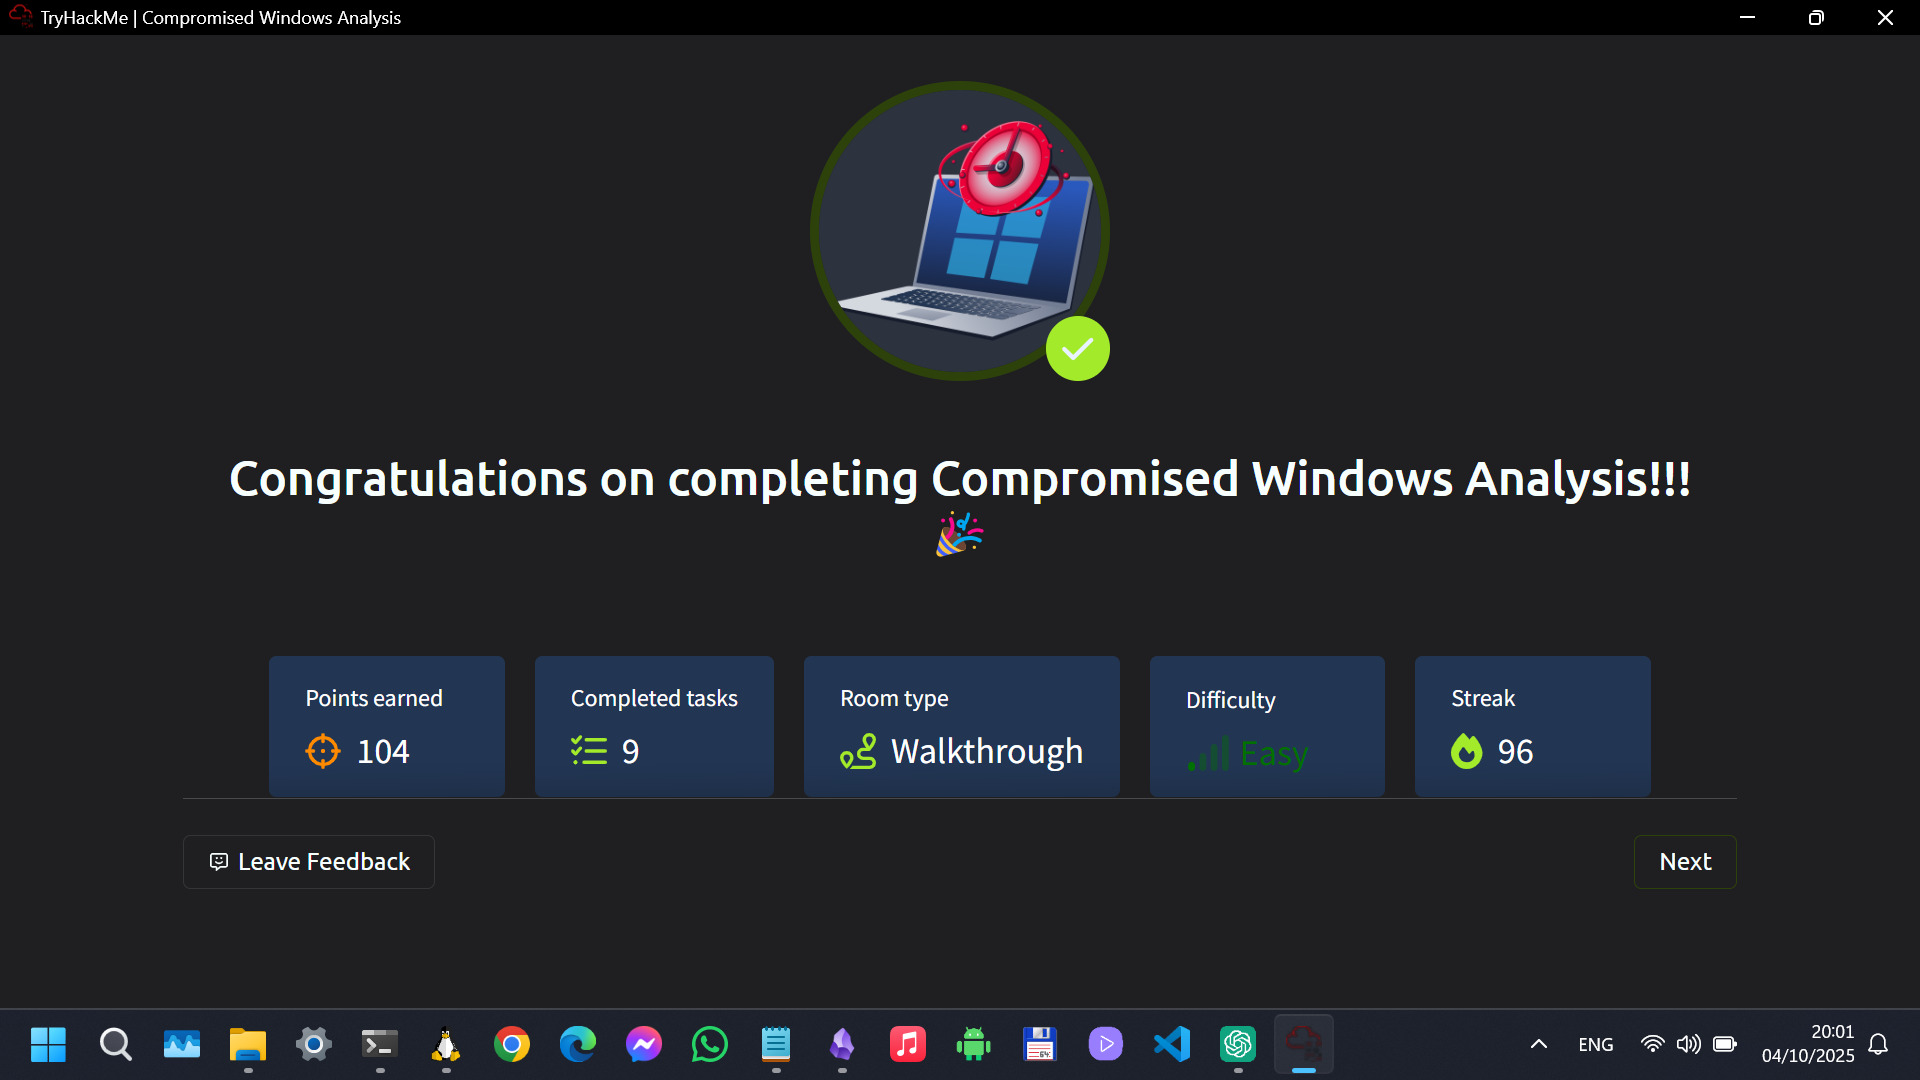 TryHackMe | Compromised Windows Analysis
Congratulations on completing Compromised Windows Analysis!!!
🎉
Points earned
104
Completed tasks
9
Room type
Walkthrough
Difficulty
Easy
Streak
96
Leave Feedback
Next
64
ENG
20:01
04/10/2025